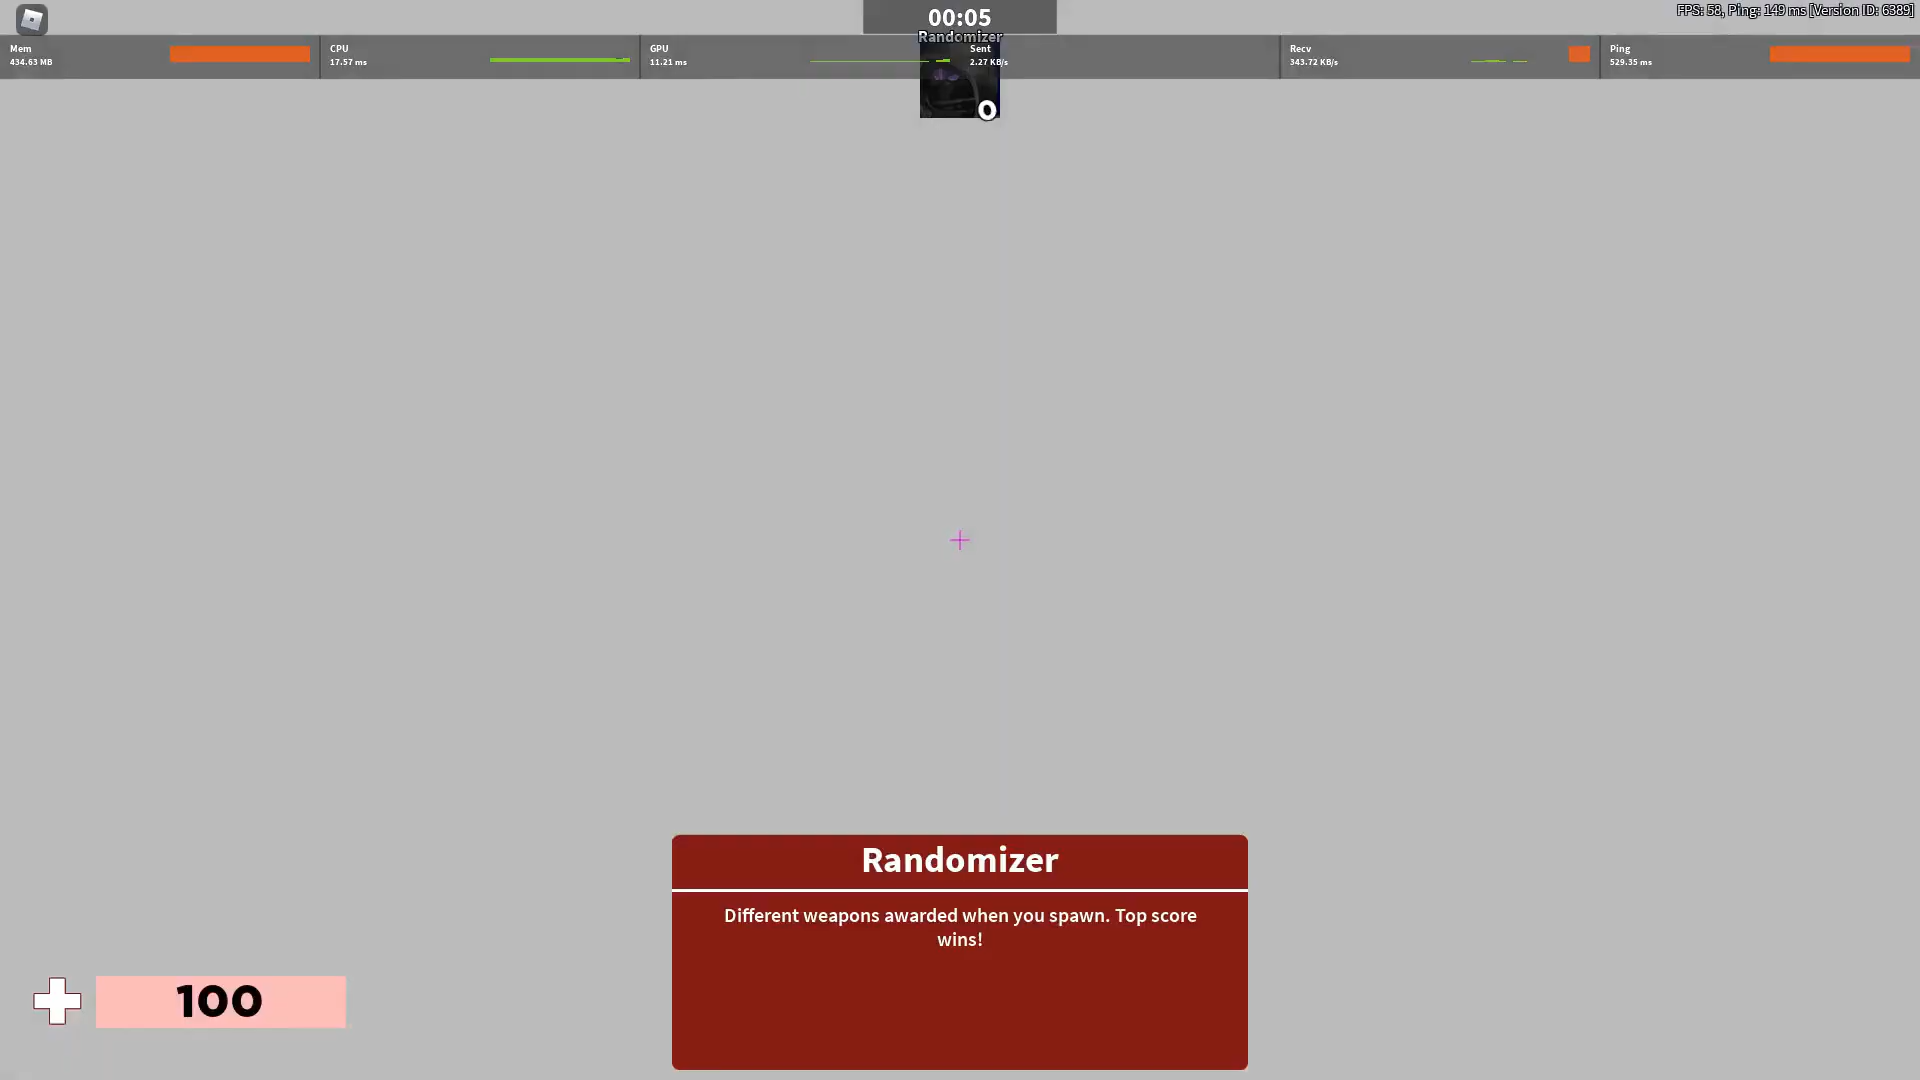 00:05
FPS: 58, Ping: 149 ms [Version ID: 6389]
Randomizer
Mem
434.63 MB
CPU
17.57 ms
GPU
11.21 ms
Sent
2.27 KB/s
Recv
343.72 KB/s
Ping
529.35 ms
0
Randomizer
Different weapons awarded when you spawn. Top score
wins!
100